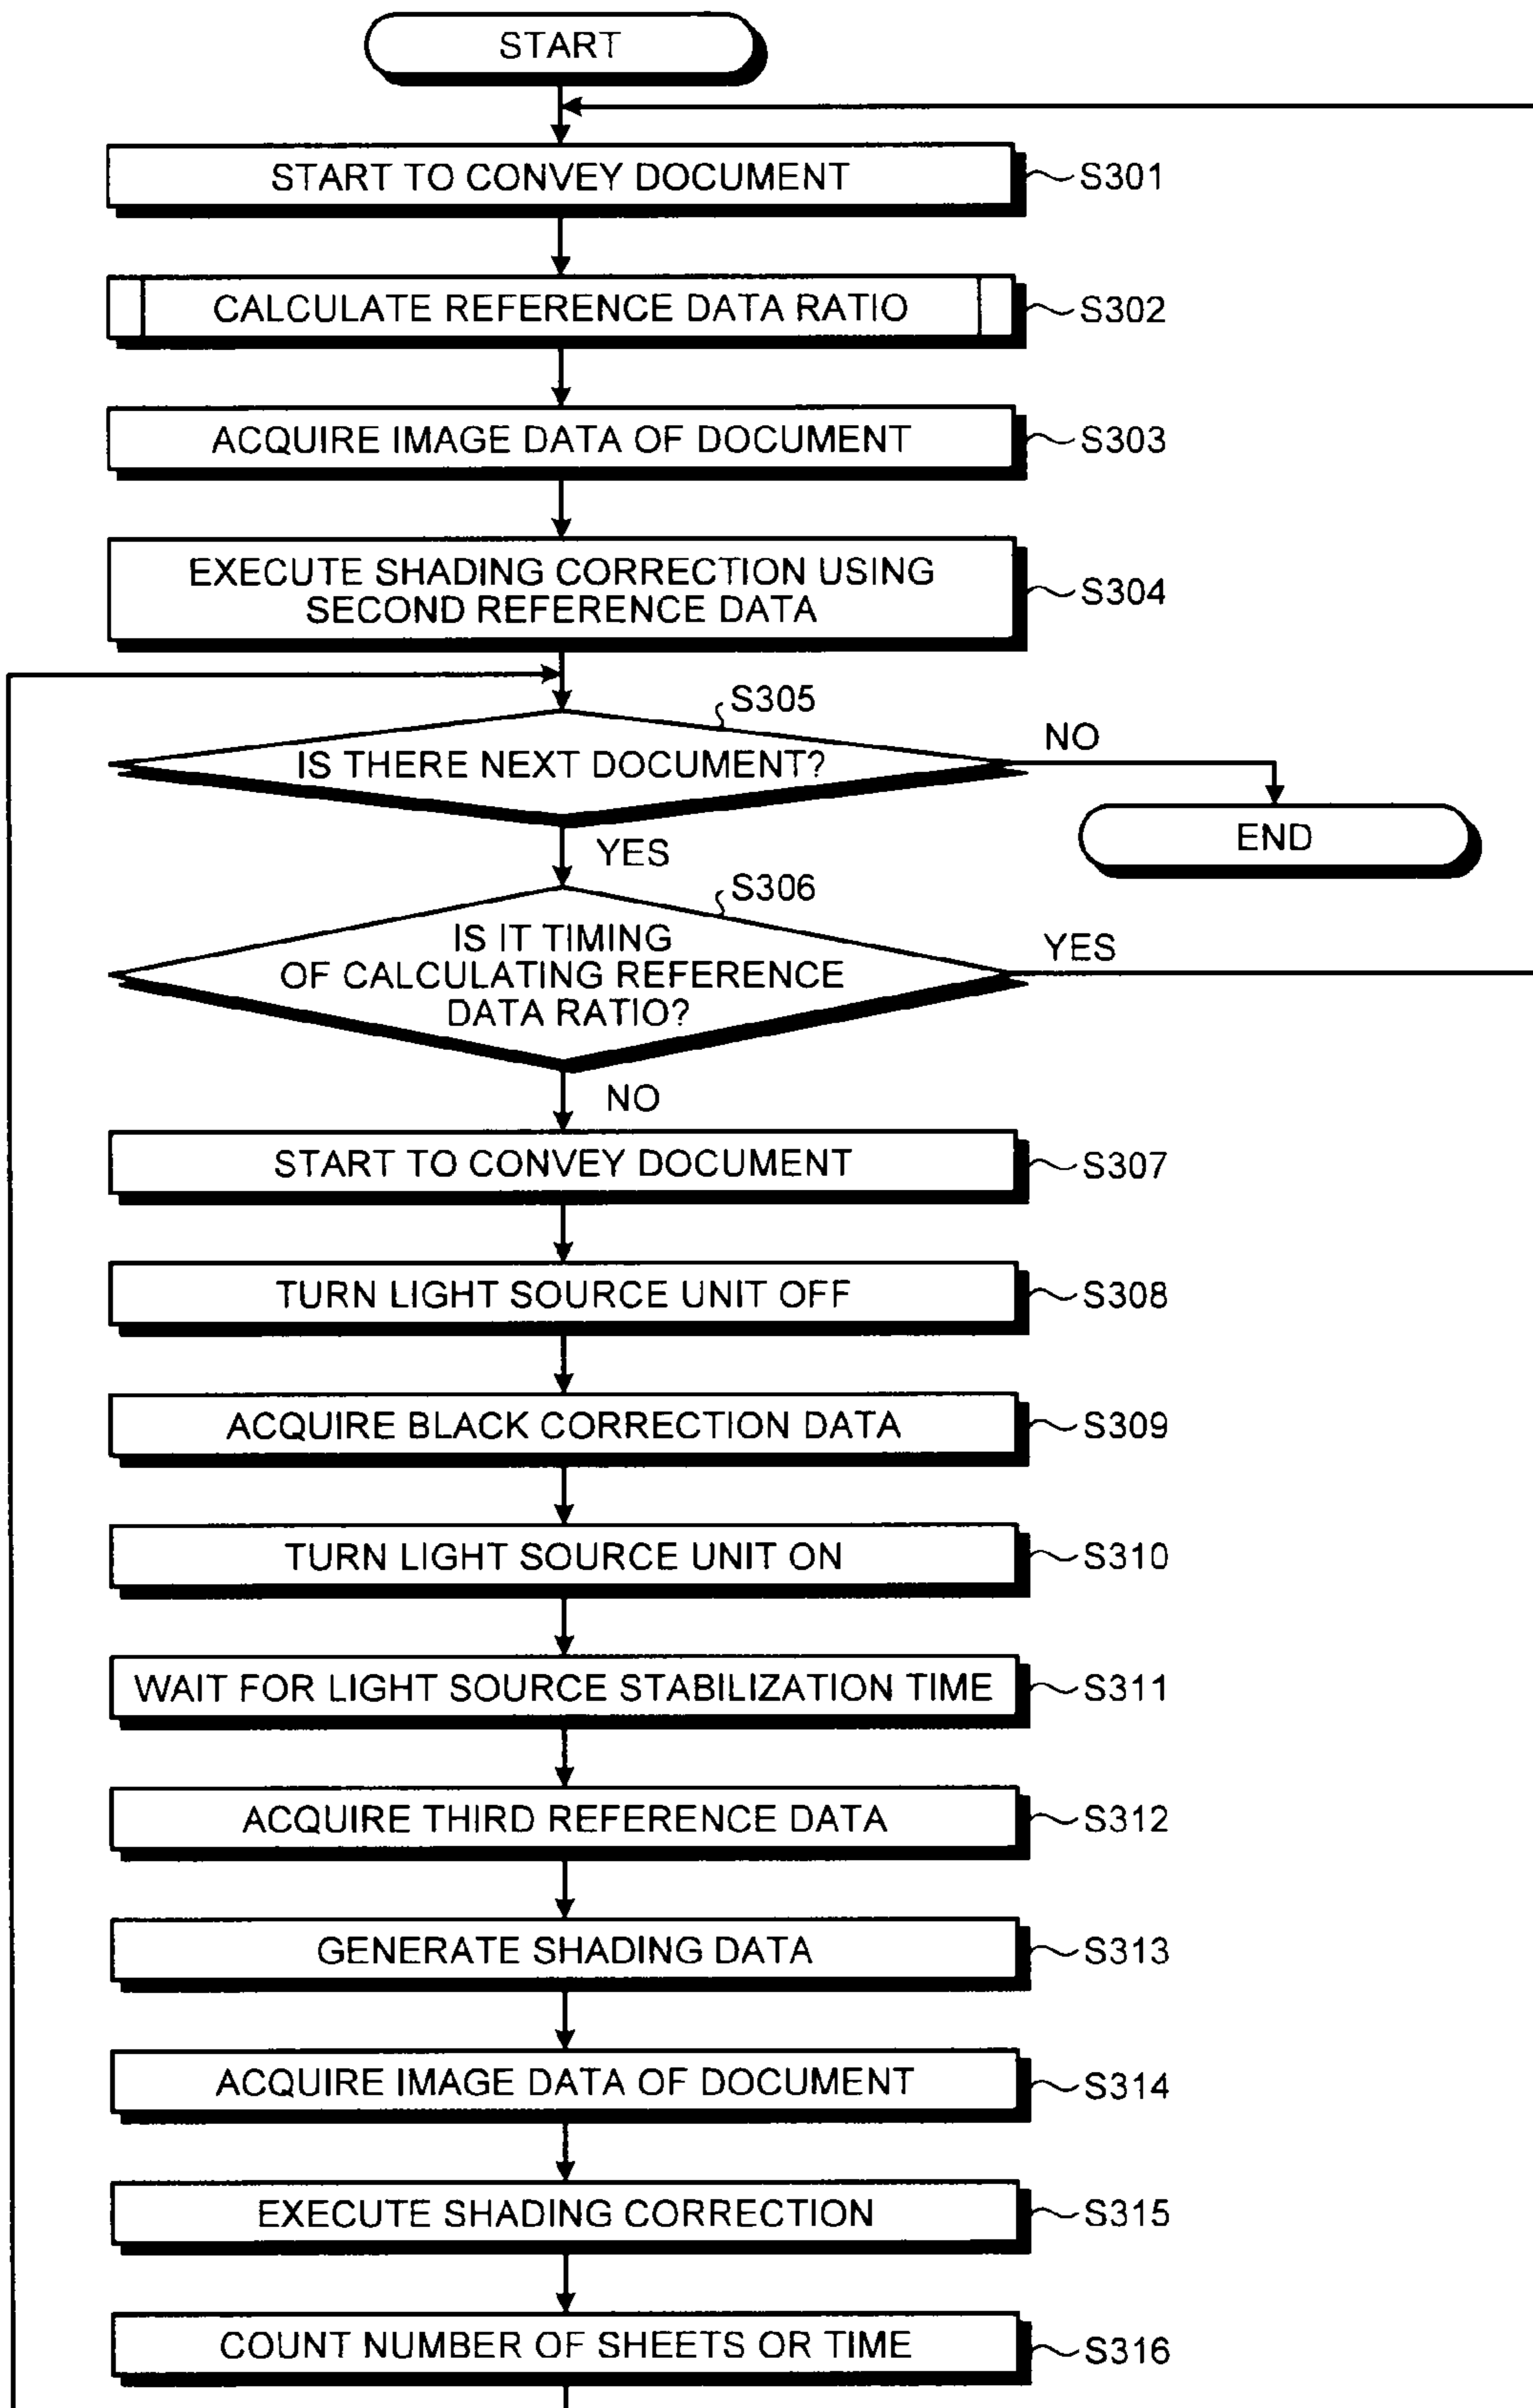 START
START TO CONVEY DOCUMENT
S301
CALCULATE REFERENCE DATA RATIO
S302
ACQUIRE IMAGE DATA OF DOCUMENT
S303
EXECUTE SHADING CORRECTION USING
SECOND REFERENCE DATA
S304
S305
IS THERE NEXT DOCUMENT?
NO
END
YES
S306
IS IT TIMING
OF CALCULATING REFERENCE
DATA RATIO?
YES
NO
START TO CONVEY DOCUMENT
S307
TURN LIGHT SOURCE UNIT OFF
S308
ACQUIRE BLACK CORRECTION DATA
S309
TURN LIGHT SOURCE UNIT ON
S310
WAIT FOR LIGHT SOURCE STABILIZATION TIME
S311
ACQUIRE THIRD REFERENCE DATA
S312
GENERATE SHADING DATA
S313
ACQUIRE IMAGE DATA OF DOCUMENT
S314
EXECUTE SHADING CORRECTION
S315
COUNT NUMBER OF SHEETS OR TIME
S316